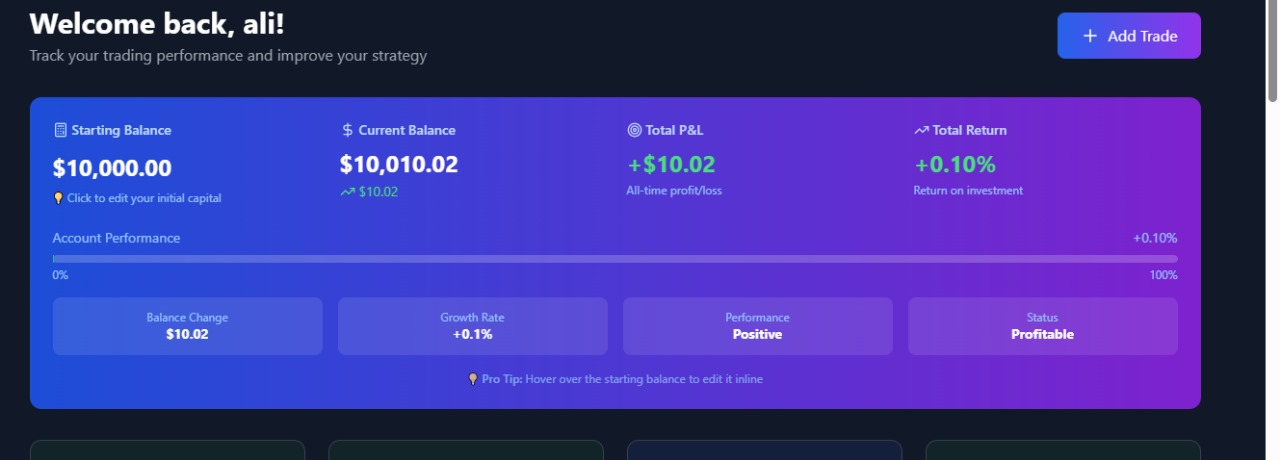 Welcome back, ali!
Track your trading performance and improve your strategy
Add Trade
Starting Balance
$10,000.00
Click to edit your initial capital
Current Balance
$10,010.02
$10.02
Total P&L
+$10.02
All-time profit/loss
Total Return
+0.10%
Return on investment
Account Performance
+0.10%
0%
100%
Balance Change
$10.02
Growth Rate
+0.1%
Performance
Positive
Status
Profitable
Pro Tip: Hover over the starting balance to edit it inline